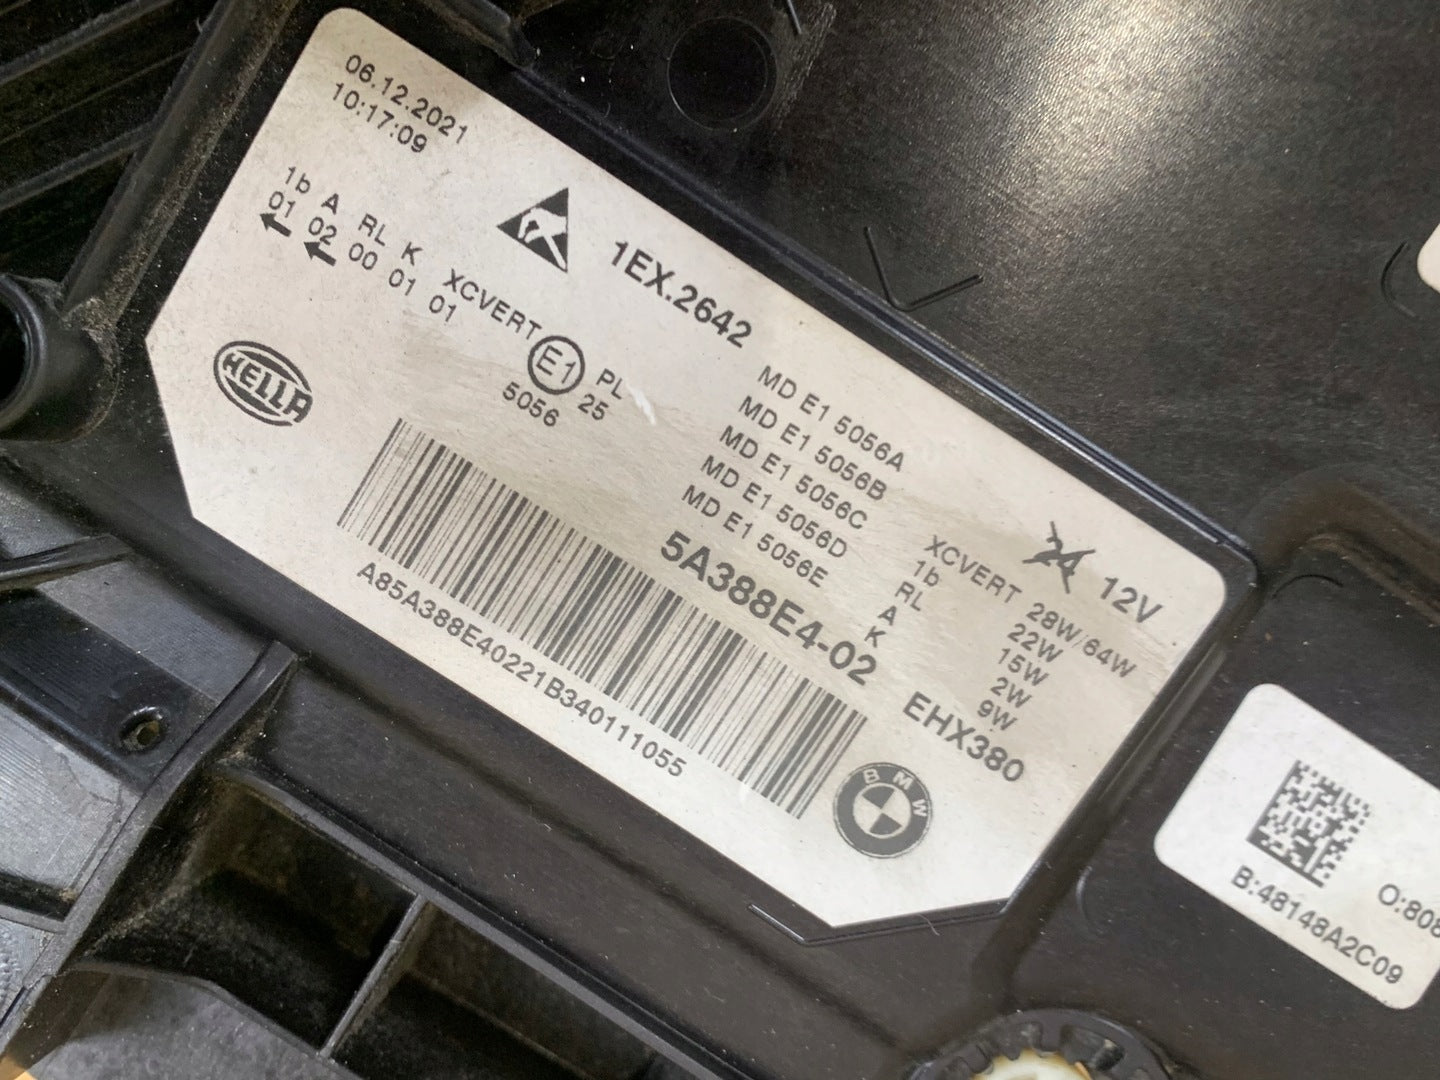 06.12.2021
10:17:09
1b A RL K XCVERT PL
01 02 00 01 01 E1 25
5056
1EX.2642
HELLA
MD E1 5056A
MD E1 5056B
MD E1 5056C
MD E1 5056D
MD E1 5056E
24 12V
XCVERT 28W/64W
1b 22W
RL 15W
A 2W
K 9W
5A388E4-02 EHX380
A85A388E40221B340111055
BMW
O:808
B:48148A2C09